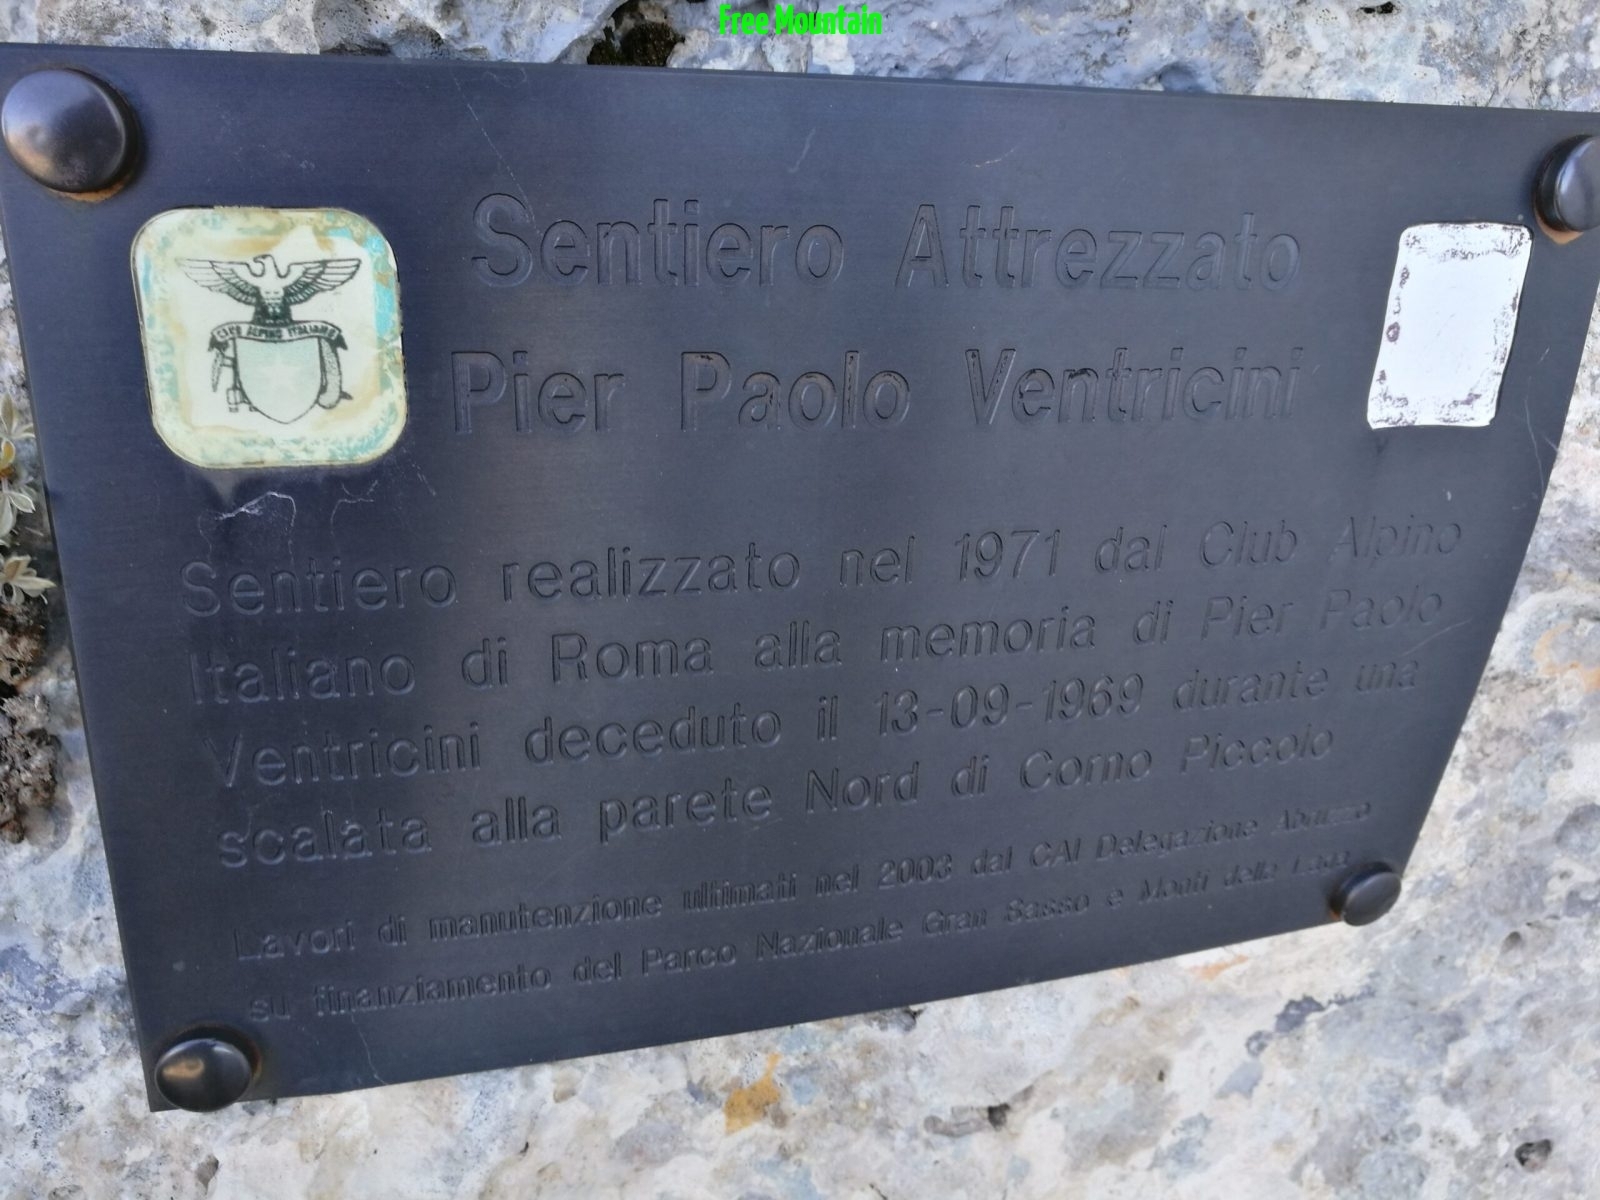 Free Mountain
CLUB ALPINO ITALIANO
Sentiero Attrezzato
Pier Paolo Ventricini
Sentiero realizzato nel 1971 dal Club Alpino
Italiano di Roma alla memoria di Pier Paolo
Ventricini deceduto il 13-09-1969 durante una
scalata alla parete Nord di Corno Piccolo
Lavori di manutenzione ultimati nel 2003 dal CAI Delegazione Abruzzo
su finanziamento del Parco Nazionale Gran Sasso e Monti della Laga